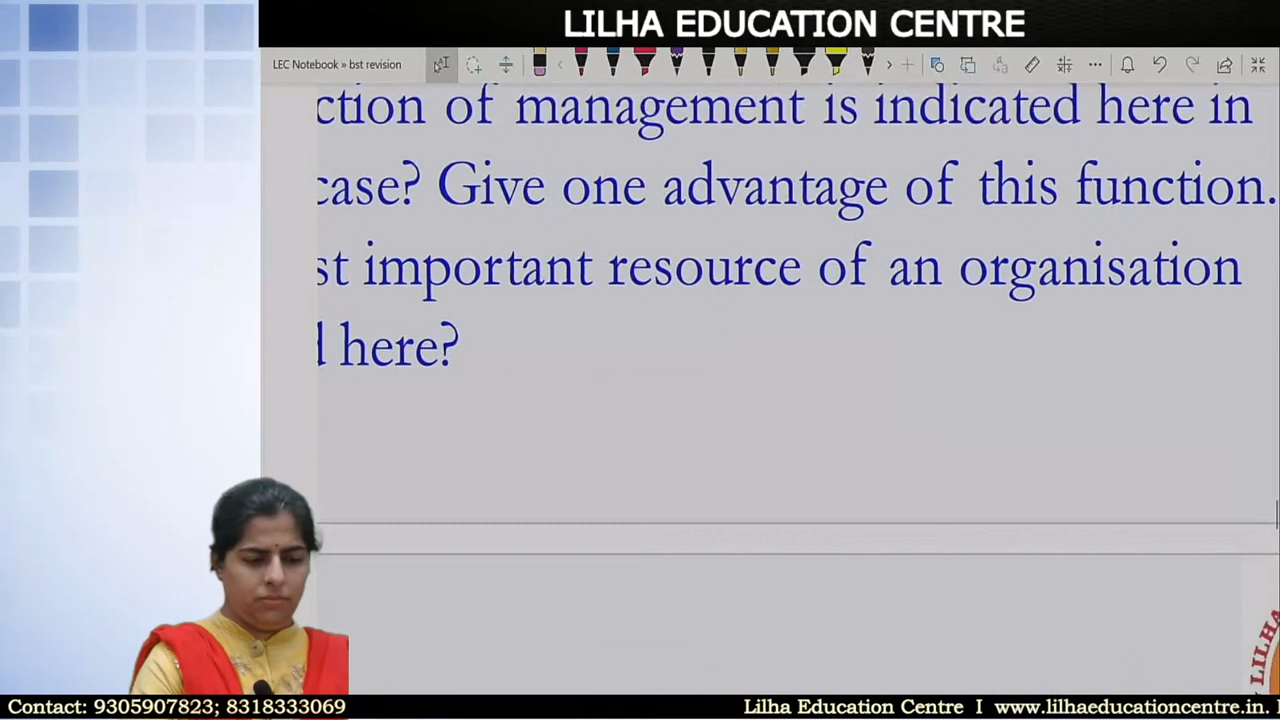 LILHA EDUCATION CENTRE
LEC Notebook » bst revision
ction of management is indicated here in
case? Give one advantage of this function.
st important resource of an organisation
d here?
LILHA
Contact: 9305907823; 8318333069
Lilha Education Centre I www.lilhaeducationcentre.in.